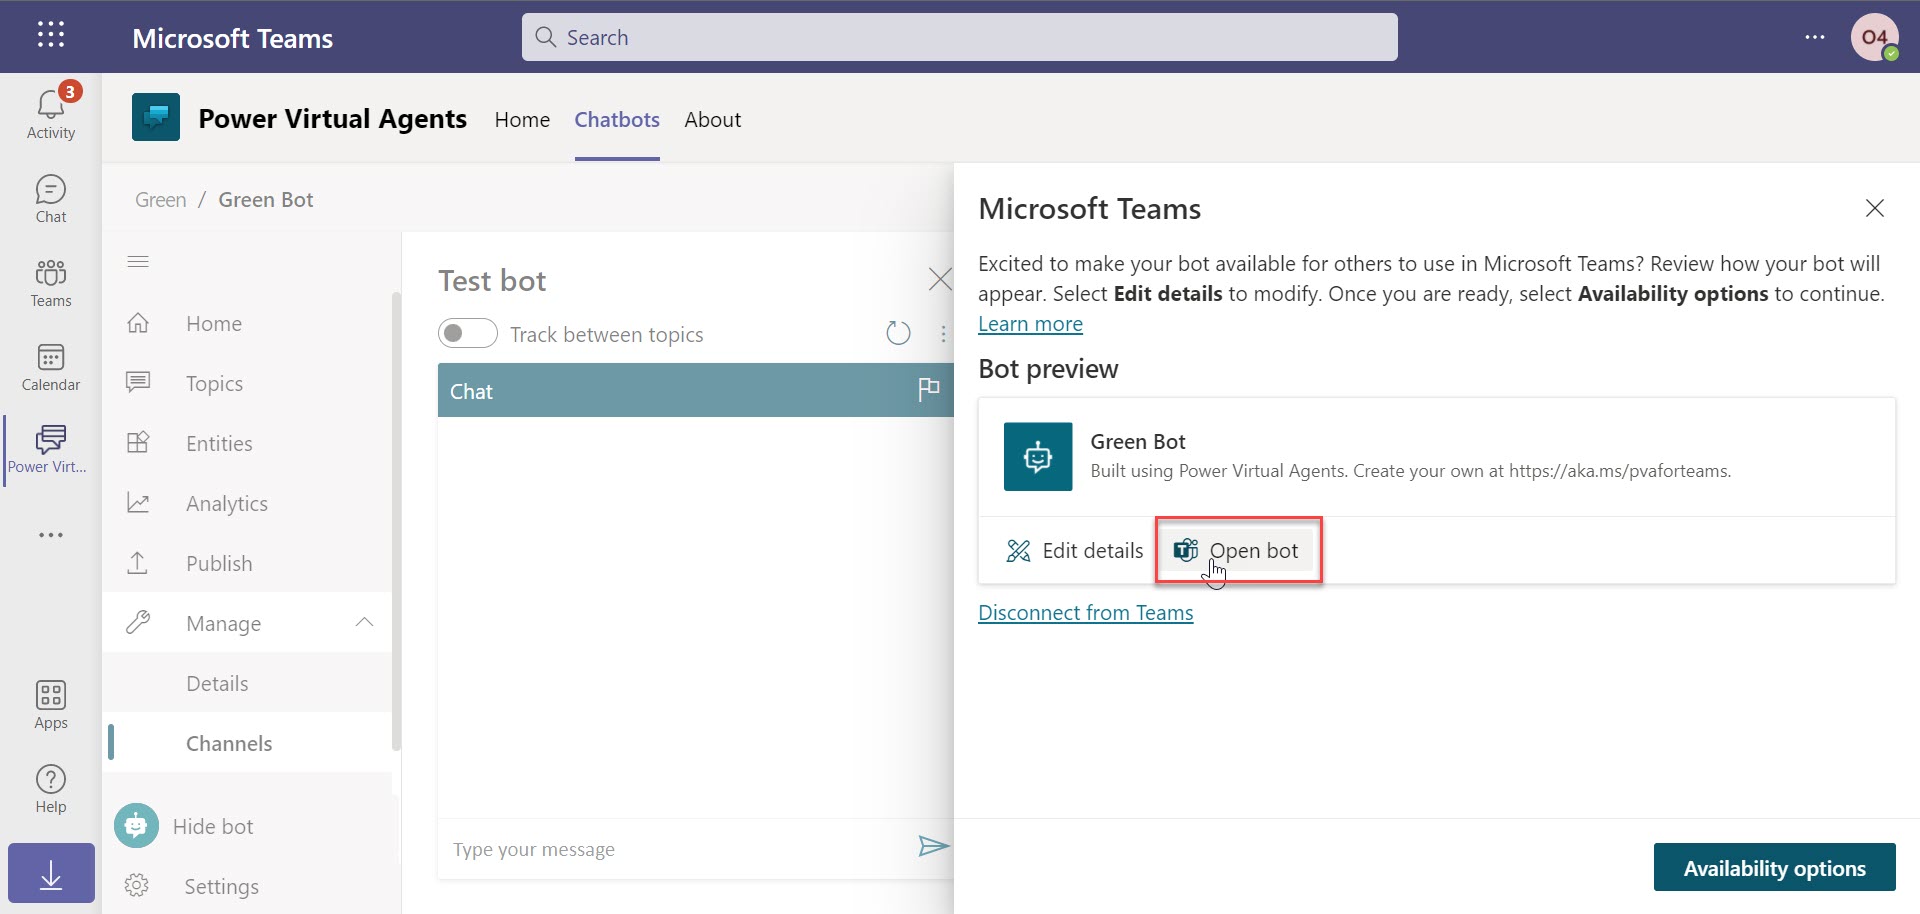 Microsoft Teams
Search
O4
3
Activity
Chat
Teams
Calendar
Power Virt...
Apps
Help
Power Virtual Agents
Home
Chatbots
About
Green / Green Bot
Home
Topics
Entities
Analytics
Publish
Manage
Details
Channels
Hide bot
Settings
Test bot
Track between topics
Chat
Type your message
Microsoft Teams
Excited to make your bot available for others to use in Microsoft Teams? Review how your bot will
appear. Select Edit details to modify. Once you are ready, select Availability options to continue.
Learn more
Bot preview
Green Bot
Built using Power Virtual Agents. Create your own at https://aka.ms/pvaforteams.
Edit details
Open bot
Disconnect from Teams
Availability options